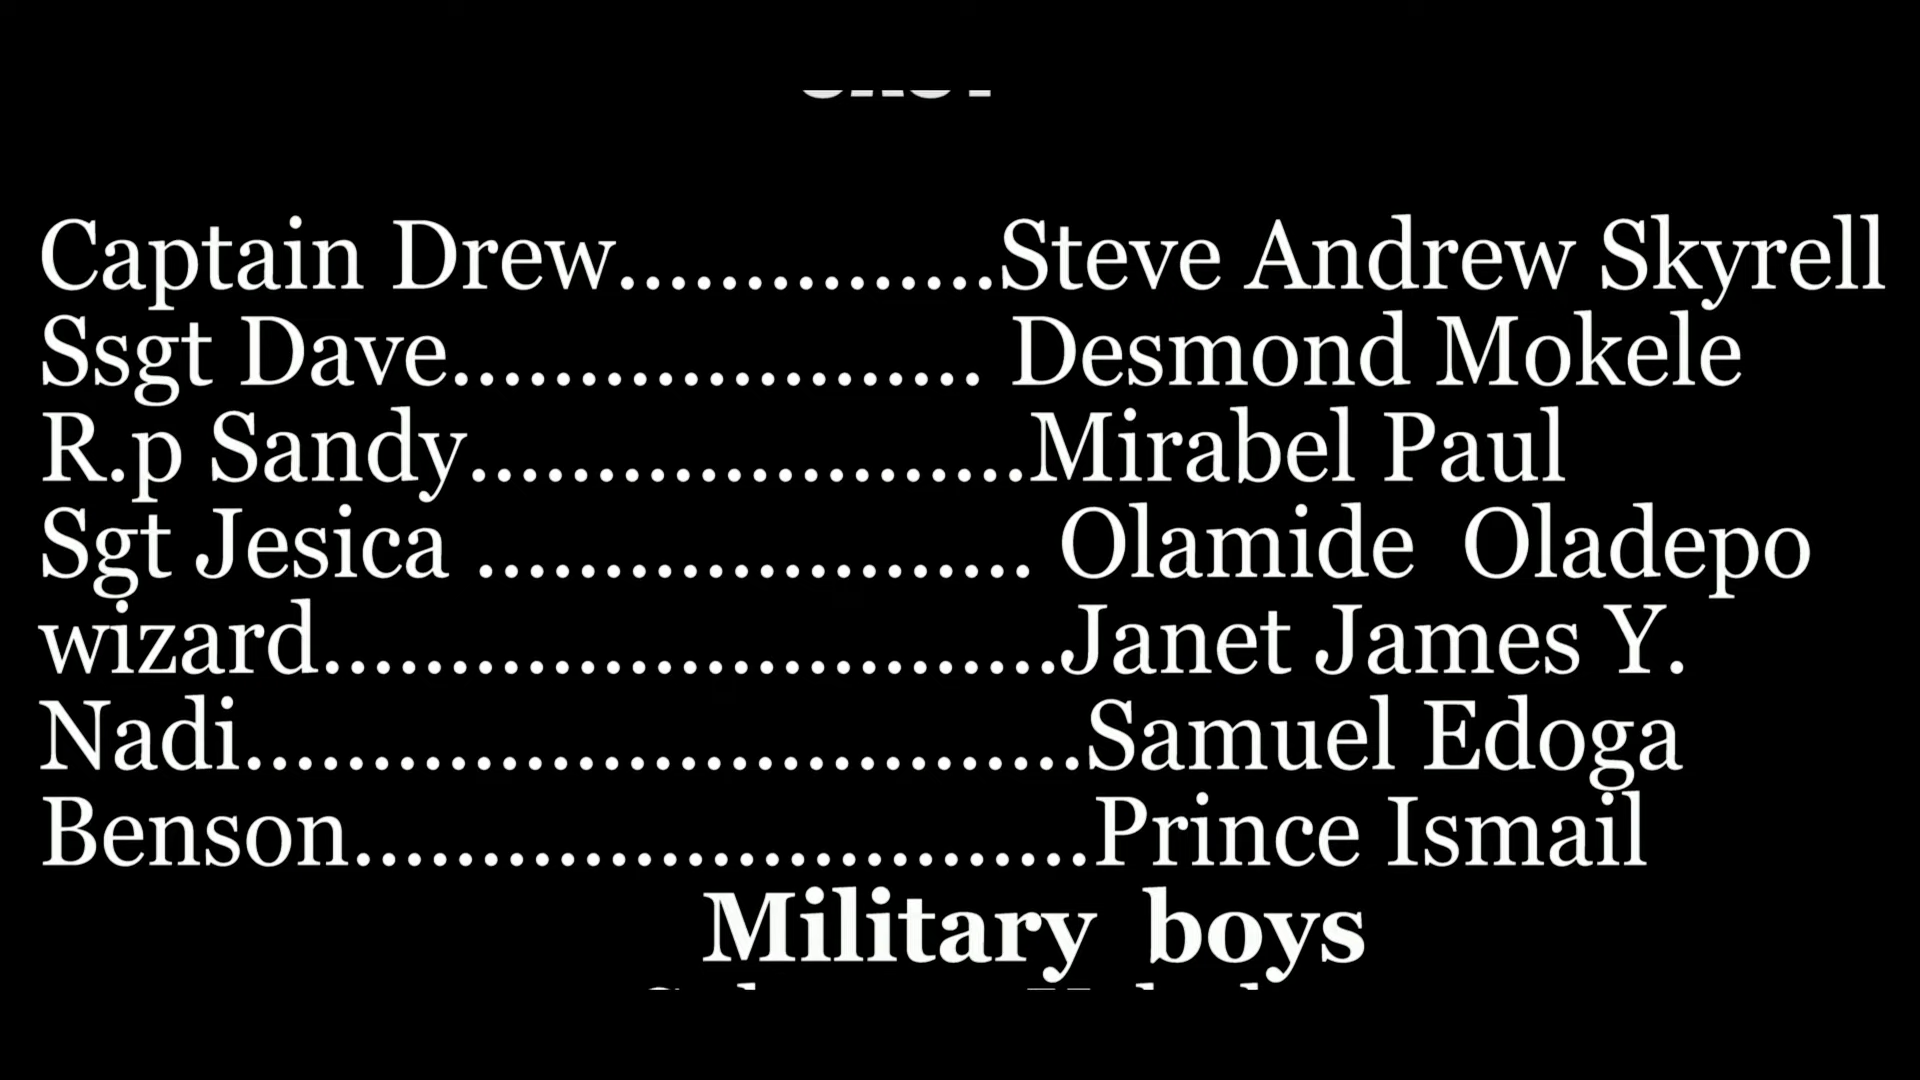 Captain Drew...............Steve Andrew Skyrell
Ssgt Dave..................... Desmond Mokele
R.p Sandy......................Mirabel Paul
Sgt Jesica ...................... Olamide  Oladepo
wizard.............................Janet James Y.
Nadi.................................Samuel Edoga
Benson.............................Prince Ismail
Military  boys